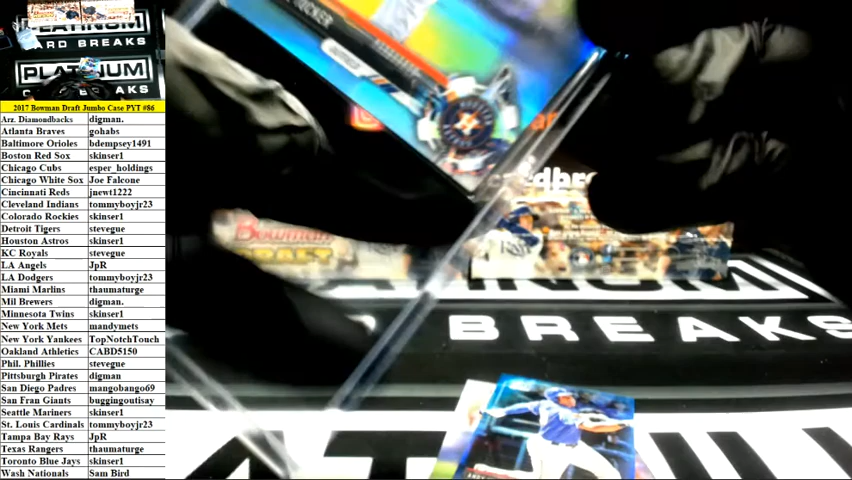 PLATINUM
CARD BREAKS
PLATINUM
BREAKS
2017 Bowman Draft Jumbo Case PYT #86
Arz. Diamondbacks digman.
Atlanta Braves gohabs
Baltimore Orioles bdempsey1491
Boston Red Sox skinser1
Chicago Cubs esper_holdings
Chicago White Sox Joe Falcone
Cincinnati Reds jnewt1222
Cleveland Indians tommyboyjr23
Colorado Rockies skinser1
Detroit Tigers stevegue
Houston Astros skinser1
KC Royals stevegue
LA Angels JpR
LA Dodgers tommyboyjr23
Miami Marlins thaumaturge
Mil Brewers digman.
Minnesota Twins skinser1
New York Mets mandymets
New York Yankees TopNotchTouch
Oakland Athletics CABD5150
Phil. Phillies stevegue
Pittsburgh Pirates digman
San Diego Padres mangobango69
San Fran Giants buggingoutisay
Seattle Mariners skinser1
St. Louis Cardinals tommyboyjr23
Tampa Bay Rays JpR
Texas Rangers thaumaturge
Toronto Blue Jays skinser1
Wash Nationals Sam Bird
Bowman
DRAFT
BREAKS